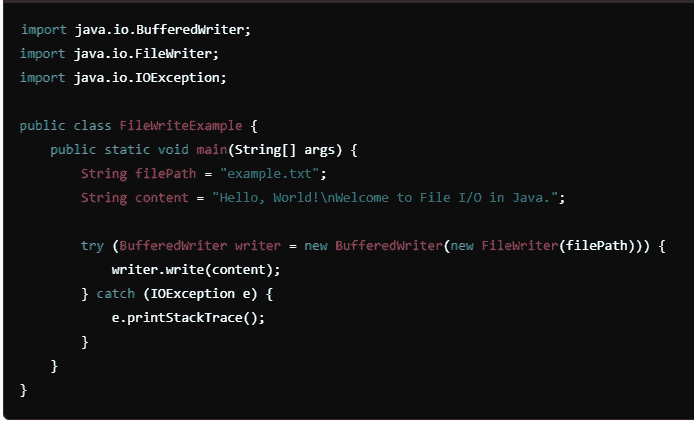 import java.io.BufferedWriter;
import java.io.FileWriter;
import java.io.IOException;

public class FileWriteExample {
    public static void main(String[] args) {
        String filePath = "example.txt";
        String content = "Hello, World!\nWelcome to File I/O in Java.";

        try (BufferedWriter writer = new BufferedWriter(new FileWriter(filePath))) {
            writer.write(content);
        } catch (IOException e) {
            e.printStackTrace();
        }
    }
}